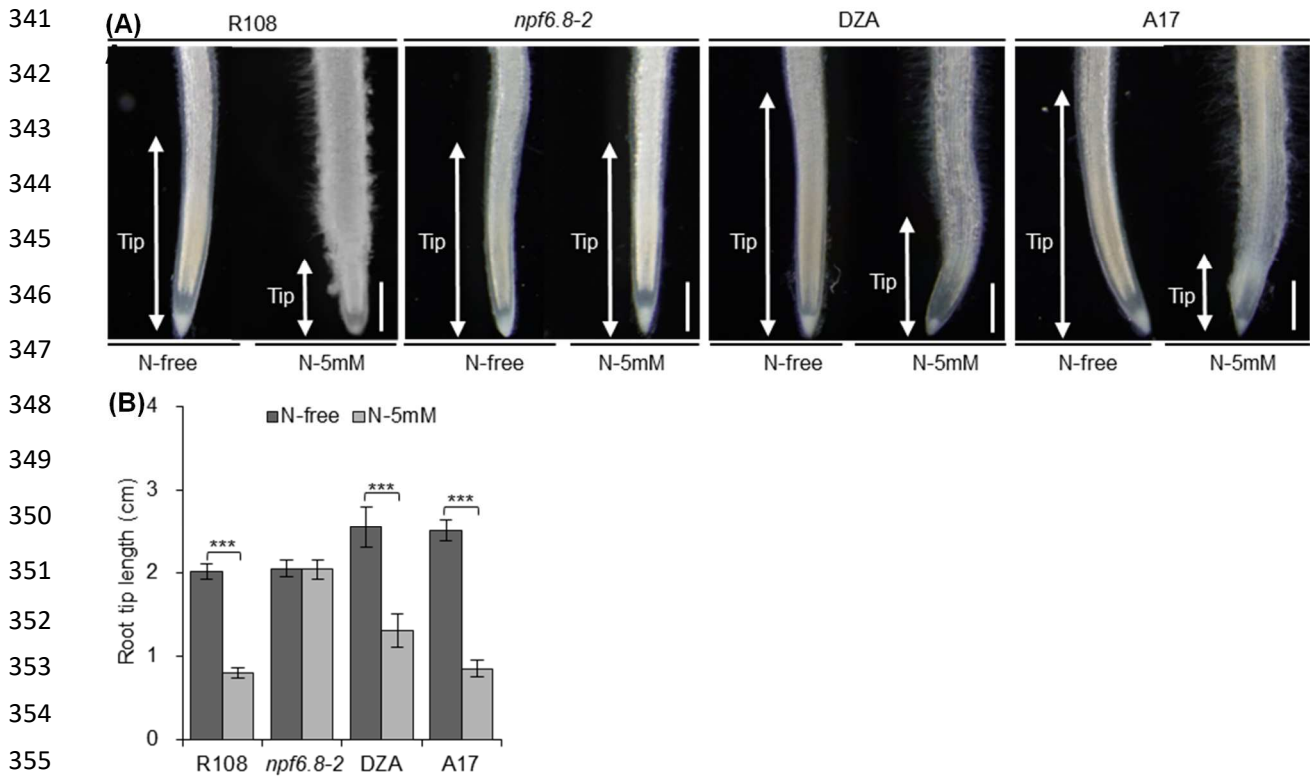 341
(A)
R108
npf6.8-2
DZA
A17
342
343
344
345
346
347
Tip
Tip
Tip
Tip
Tip
Tip
Tip
Tip
N-free
N-5mM
N-free
N-5mM
N-free
N-5mM
N-free
N-5mM
348
349
350
351
352
353
354
355
(B)
4
3
2
1
0
Root tip length (cm)
N-free
N-5mM
***
***
***
R108
npf6.8-2
DZA
A17